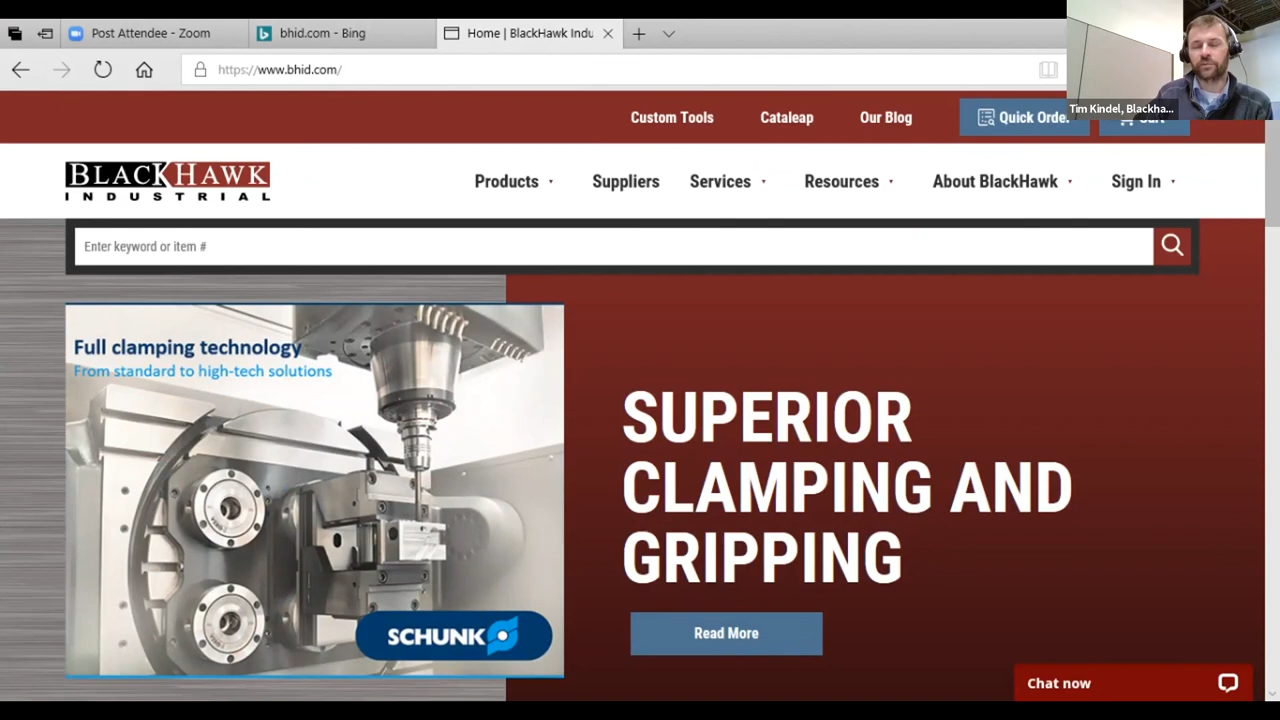 Post Attendee - Zoom
bhid.com - Bing
Home | BlackHawk Indu
https://www.bhid.com/
Tim Kindel, Blackha...
Custom Tools
Cataleap
Our Blog
Quick Order
Cart
BLACKHAWK
INDUSTRIAL
Products
Suppliers
Services
Resources
About BlackHawk
Sign In
Enter keyword or item #
Full clamping technology
From standard to high-tech solutions
SCHUNK
SUPERIOR
CLAMPING AND
GRIPPING
Read More
Chat now